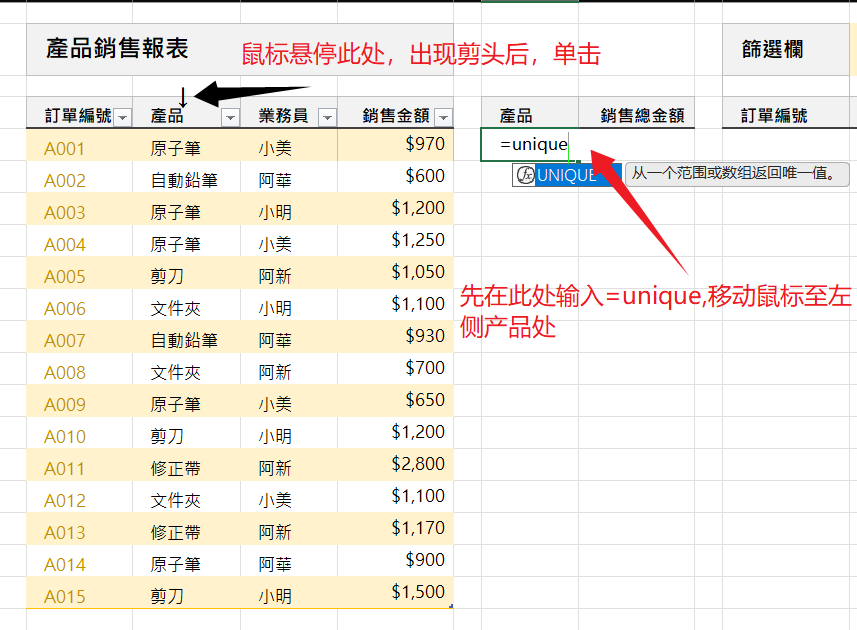 產品銷售報表
鼠标悬停此处，出现剪头后，单击
篩選欄
訂單編號 產品 業務員 銷售金額
產品 銷售總金額
訂單編號
=unique
fx UNIQUE 从一个范围或数组返回唯一值。
A001 原子筆 小美 $970
A002 自動鉛筆 阿華 $600
A003 原子筆 小明 $1,200
A004 原子筆 小美 $1,250
A005 剪刀 阿新 $1,050
A006 文件夾 小明 $1,100
A007 自動鉛筆 阿華 $930
A008 文件夾 阿新 $700
A009 原子筆 小美 $650
A010 剪刀 小明 $1,200
A011 修正帶 阿新 $2,800
A012 文件夾 小美 $1,100
A013 修正帶 阿新 $1,170
A014 原子筆 阿華 $900
A015 剪刀 小明 $1,500
先在此处输入=unique,移动鼠标至左
侧产品处